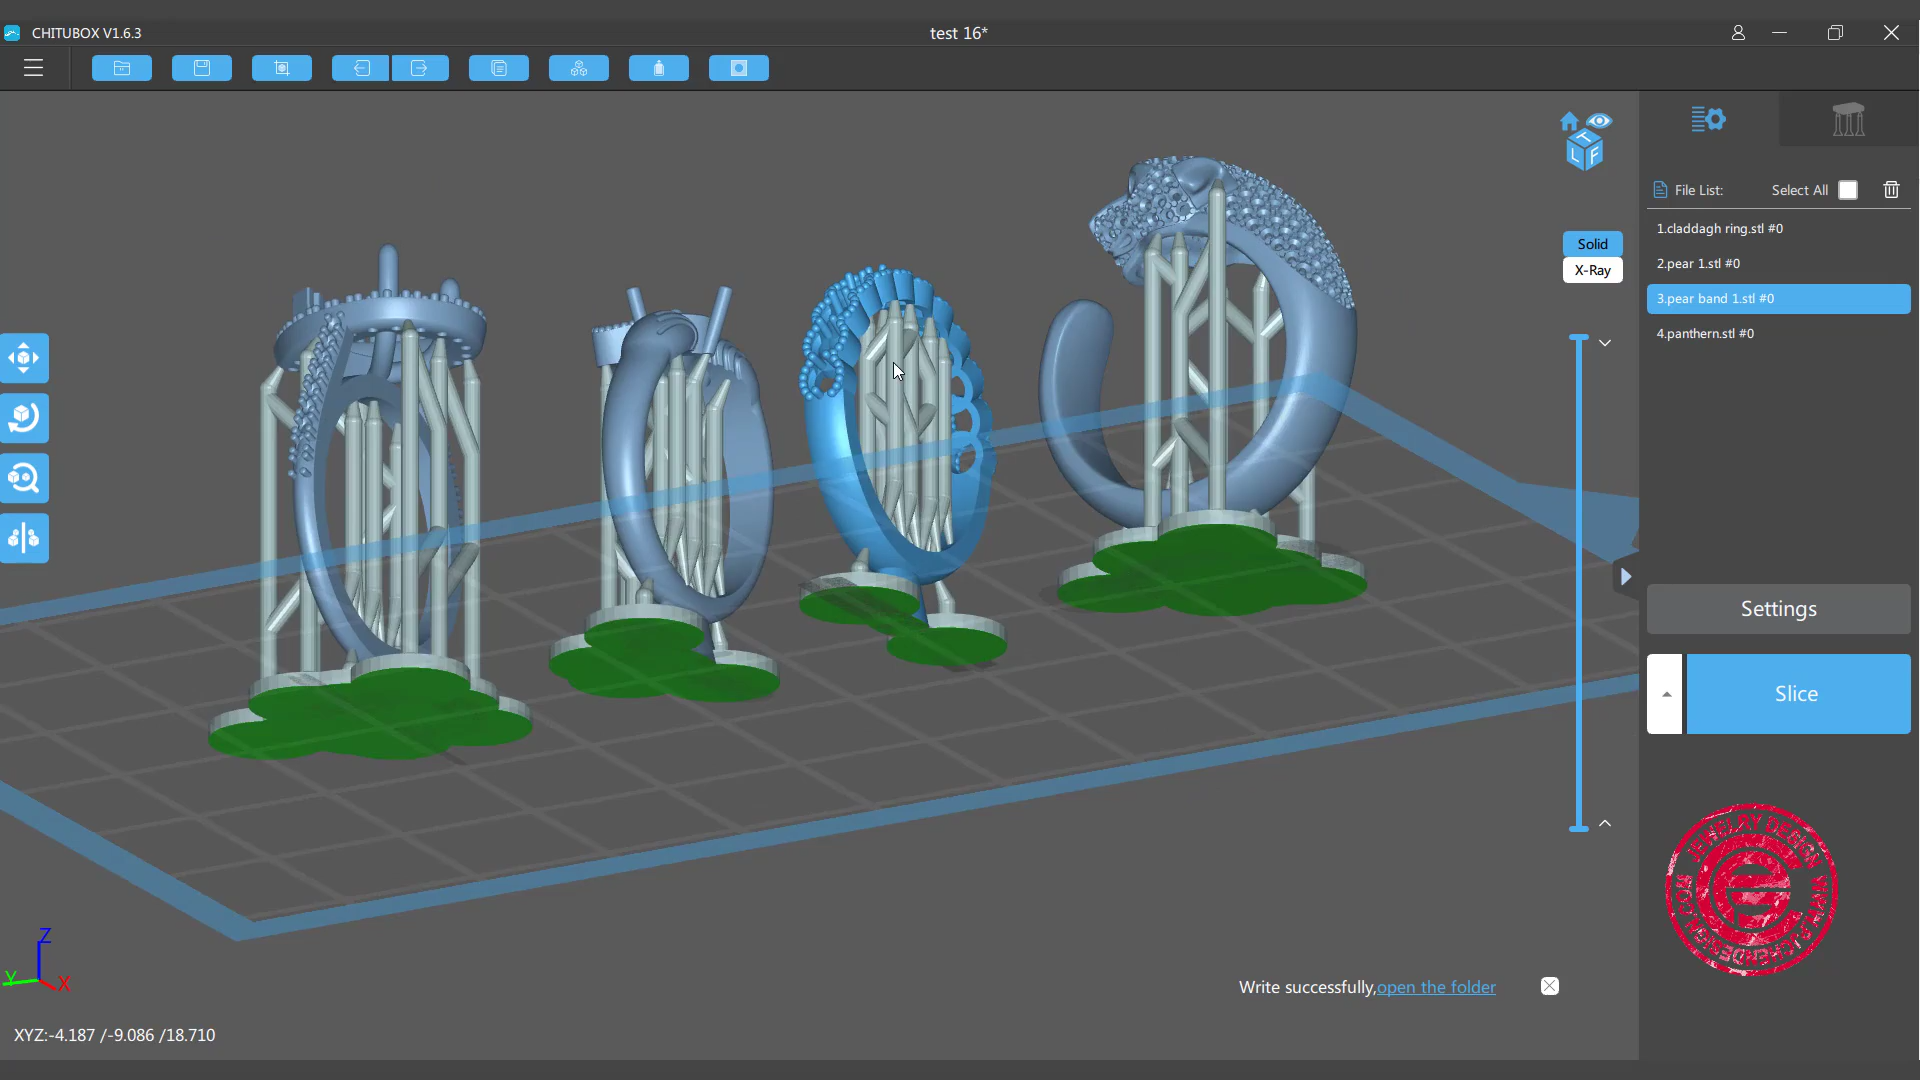 CHITUBOX V1.6.3
test 16*
T
L F
File List:
Select All
1.claddagh ring.stl #0
2.pear 1.stl #0
3.pear band 1.stl #0
4.panthern.stl #0
Solid
X-Ray
Settings
Slice
JEWELRY DESIGN
Z
Y
X
Write successfully,open the folder
XYZ:-4.187 /-9.086 /18.710